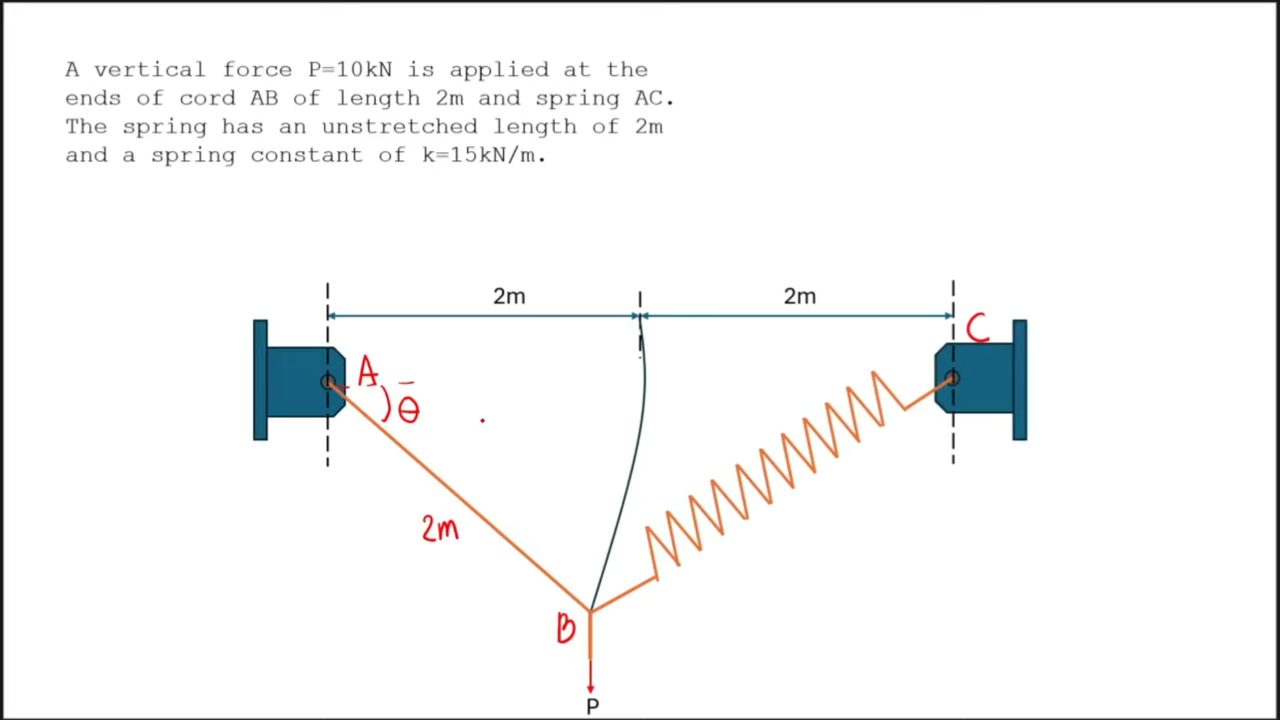 A vertical force P=10kN is applied at the
ends of cord AB of length 2m and spring AC.
The spring has an unstretched length of 2m
and a spring constant of k=15kN/m.
2m
2m
C
A
θ
2m
B
P